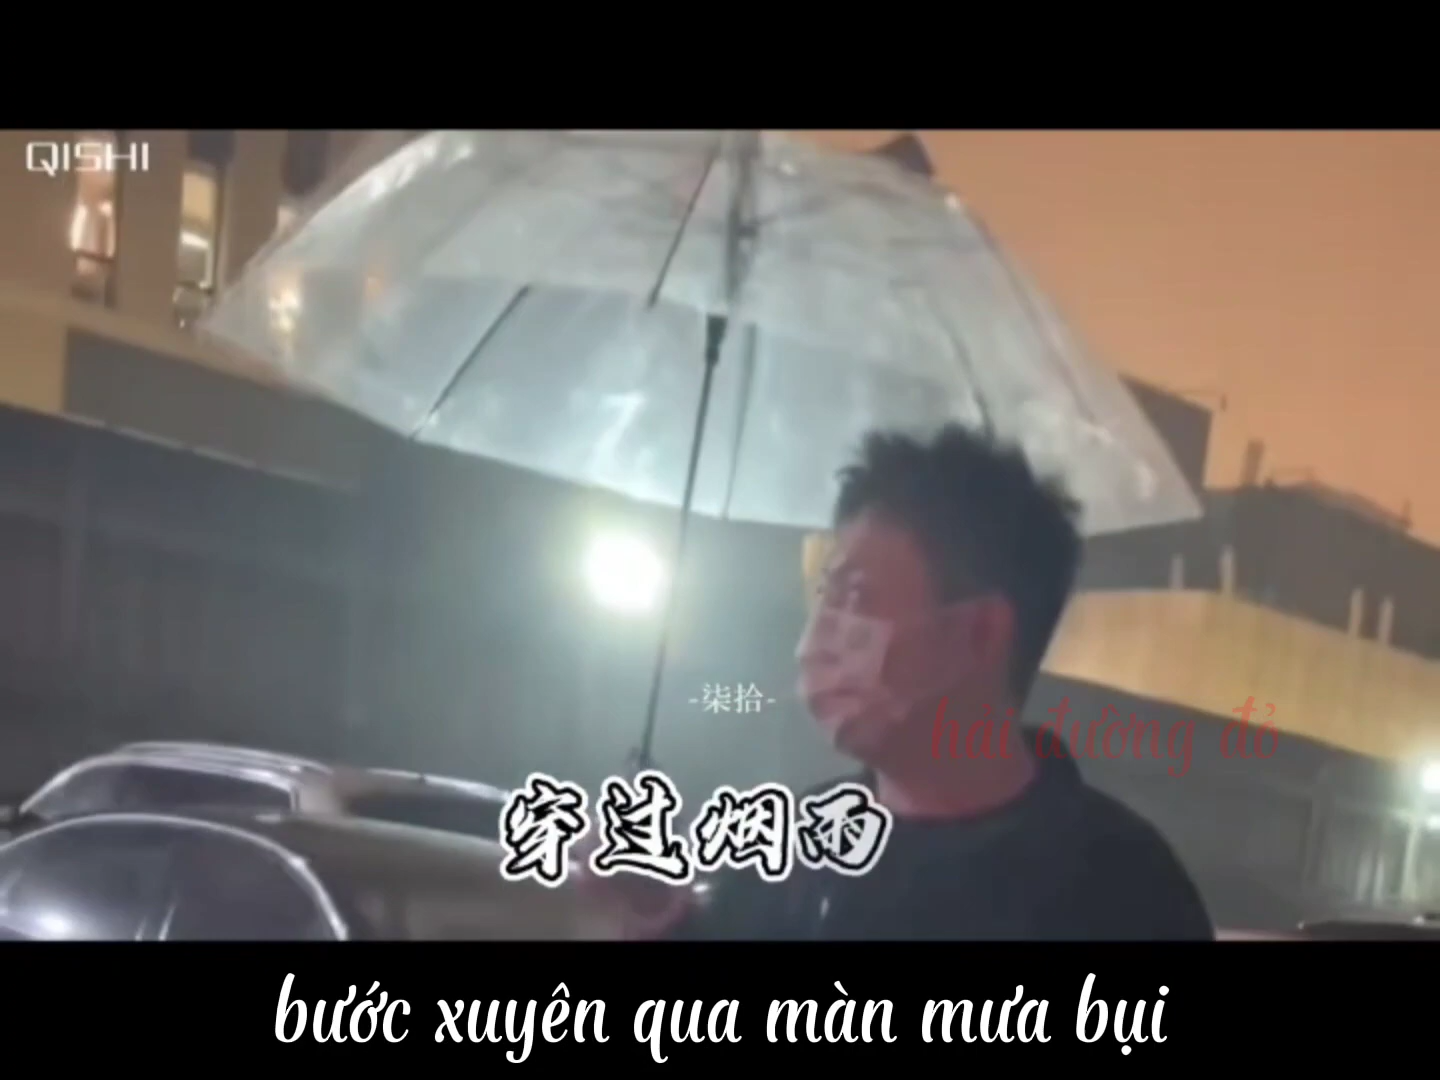 QISHI
-柒拾-
hải đường đỏ
穿过烟雨
bước xuyên qua màn mưa bụi